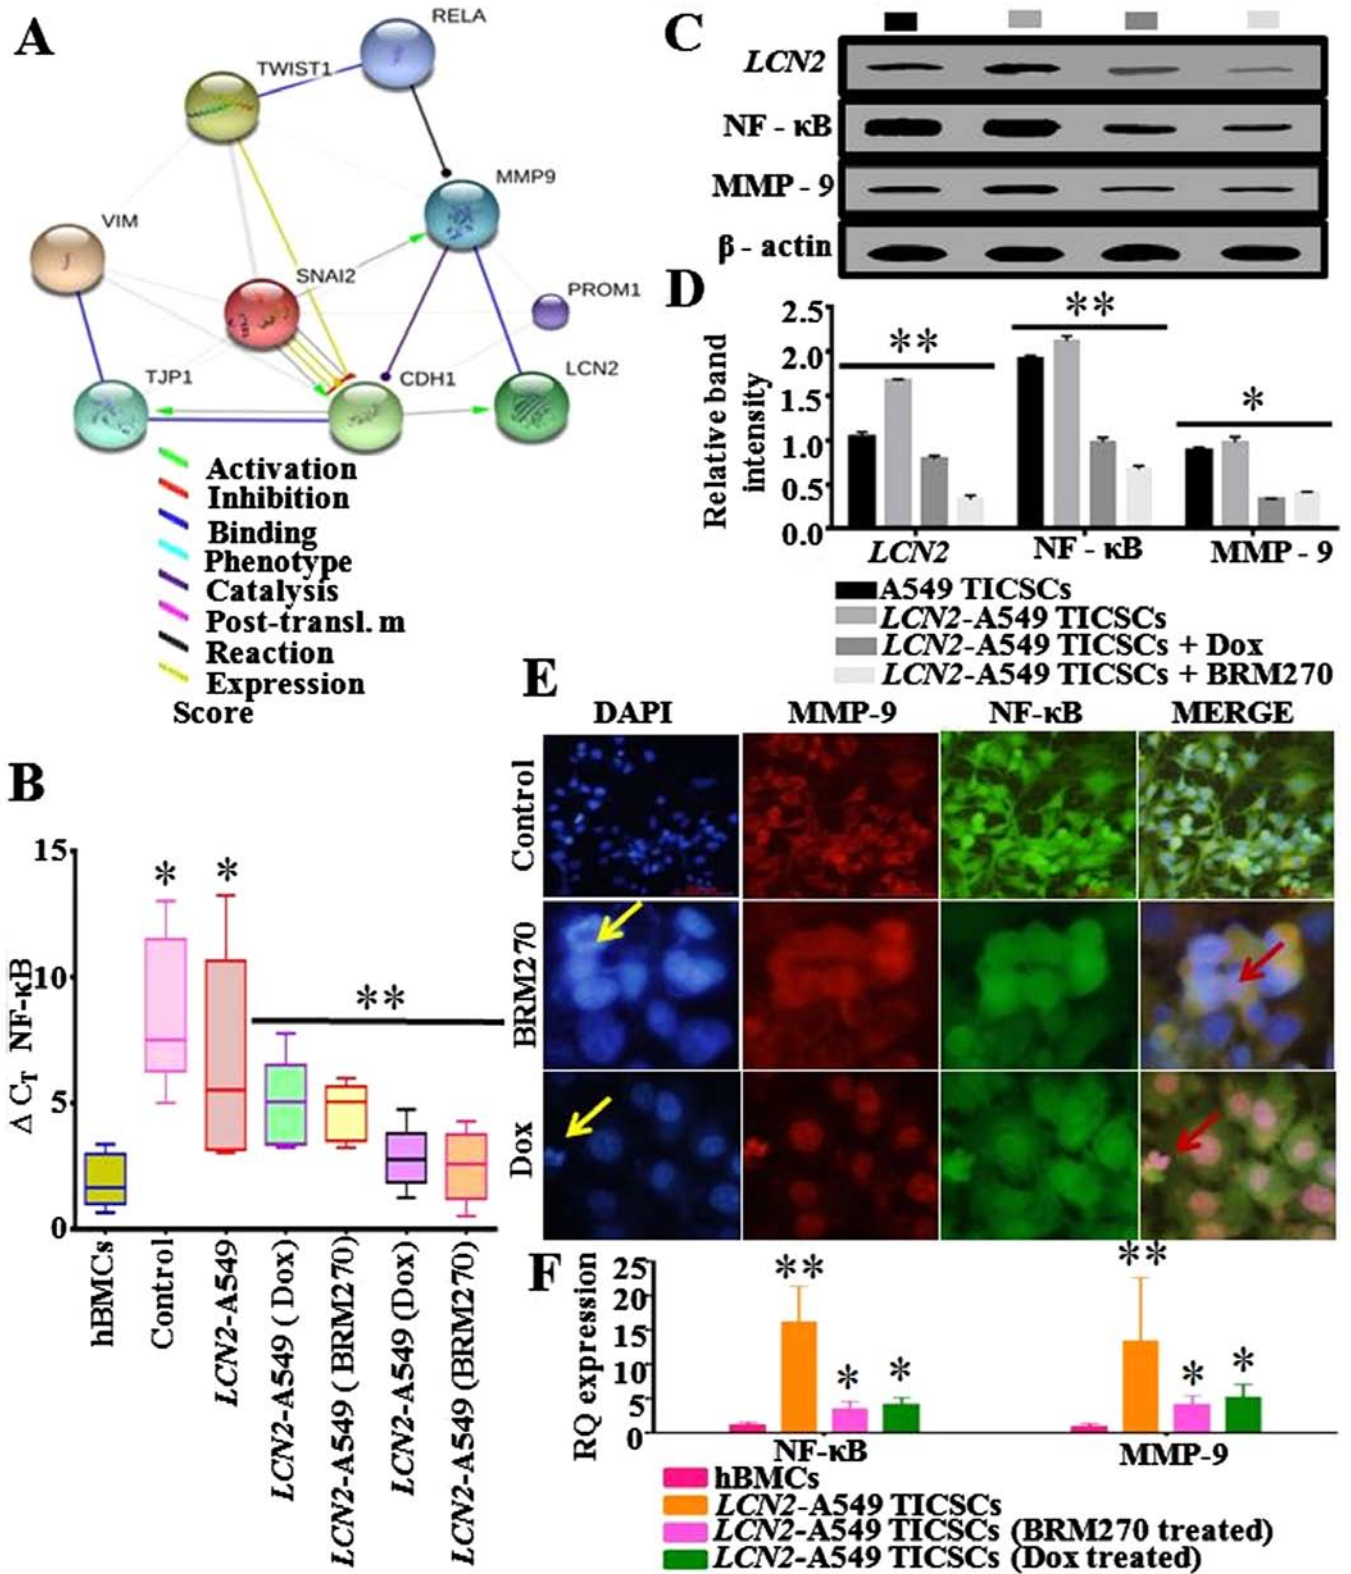 A
RELA
TWIST1
MMP9
VIM
SNAI2
PROM1
TJP1
CDH1
LCN2
Activation
Inhibition
Binding
Phenotype
Catalysis
Post-transl. m
Reaction
Expression
Score
B
Δ CT NF-κB
15
10
5
0
*
*
**
hBMCs
Control
LCN2-A549
LCN2-A549 ( Dox)
LCN2-A549 ( BRM270)
LCN2-A549 (Dox)
LCN2-A549 (BRM270)
C
LCN2
NF - κB
MMP - 9
β - actin
D
Relative band
intensity
2.5
2.0
1.5
1.0
0.5
0.0
**
**
*
LCN2
NF - κB
MMP - 9
A549 TICSCs
LCN2-A549 TICSCs
LCN2-A549 TICSCs + Dox
LCN2-A549 TICSCs + BRM270
E
DAPI
MMP-9
NF-κB
MERGE
Control
BRM270
Dox
F
RQ expression
25
20
15
10
5
0
**
*
*
**
*
*
NF-κB
MMP-9
hBMCs
LCN2-A549 TICSCs
LCN2-A549 TICSCs (BRM270 treated)
LCN2-A549 TICSCs (Dox treated)